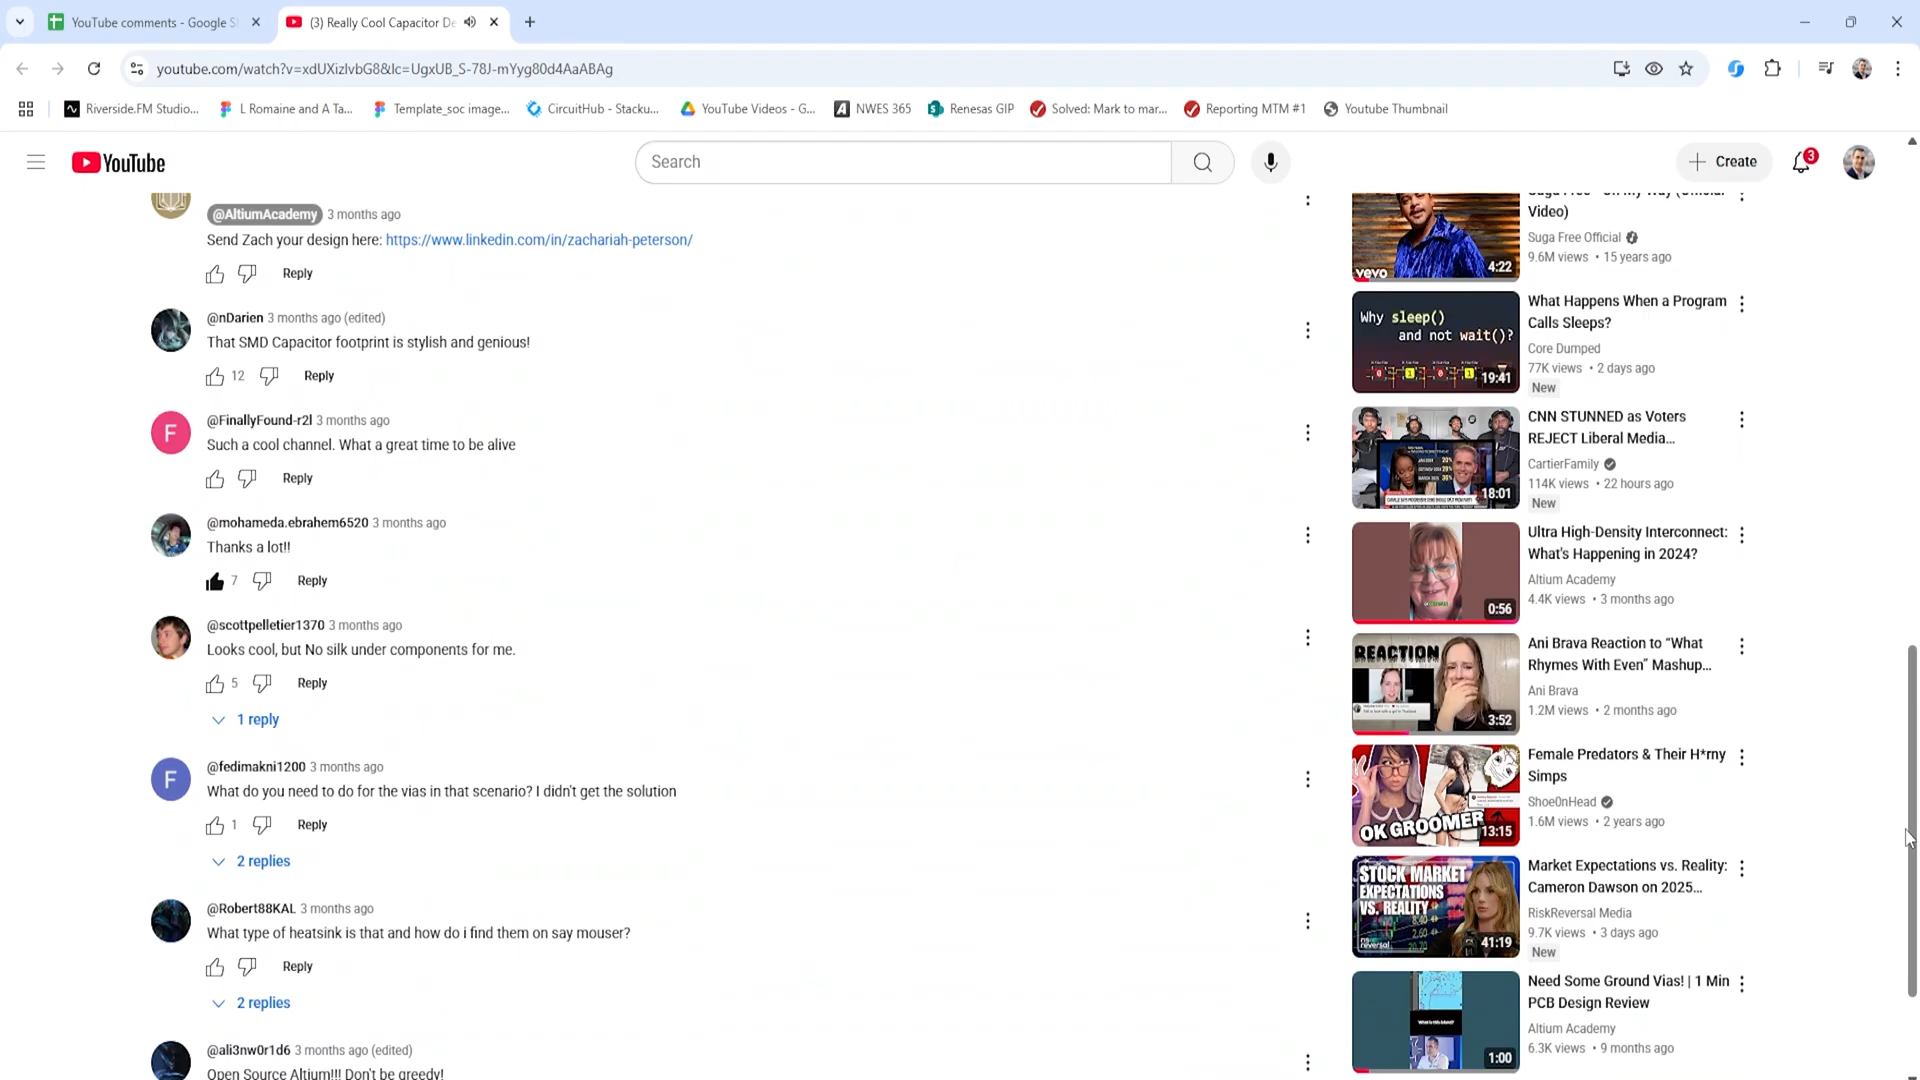 YouTube comments - Google S
(3) Really Cool Capacitor De
youtube.com/watch?v=xdUXizlvbG8&lc=UgxUB_S-78J-mYyg80d4AaABAg
Riverside.FM Studio...
L Romaine and A Ta...
Template_soc image...
CircuitHub - Stacku...
YouTube Videos - G...
NWES 365
Renesas GIP
Solved: Mark to mar...
Reporting MTM #1
Youtube Thumbnail
YouTube
Search
Create
3
@AltiumAcademy 3 months ago
Send Zach your design here: https://www.linkedin.com/in/zachariah-peterson/
Reply
@nDarien 3 months ago (edited)
That SMD Capacitor footprint is stylish and genious!
12 Reply
@FinallyFound-r2l 3 months ago
Such a cool channel. What a great time to be alive
Reply
@mohameda.ebrahem6520 3 months ago
Thanks a lot!!
7 Reply
@scottpelletier1370 3 months ago
Looks cool, but No silk under components for me.
5 Reply
1 reply
@fedimakni1200 3 months ago
What do you need to do for the vias in that scenario? I didn't get the solution
1 Reply
2 replies
@Robert88KAL 3 months ago
What type of heatsink is that and how do i find them on say mouser?
Reply
2 replies
@ali3nw0r1d6 3 months ago (edited)
Open Source Altium!!! Don't be greedy!
vevo
4:22
Suga Free - On My Way (Official
Video)
Suga Free Official
9.6M views • 15 years ago
Why sleep()
and not wait()?
19:41
What Happens When a Program
Calls Sleeps?
Core Dumped
77K views • 2 days ago
New
18:01
CNN STUNNED as Voters
REJECT Liberal Media...
CartierFamily
114K views • 22 hours ago
New
0:56
Ultra High-Density Interconnect:
What's Happening in 2024?
Altium Academy
4.4K views • 3 months ago
REACTION
3:52
Ani Brava Reaction to “What
Rhymes With Even” Mashup...
Ani Brava
1.2M views • 2 months ago
OK GROOMER
13:15
Female Predators & Their H*rny
Simps
Shoe0nHead
1.6M views • 2 years ago
STOCK MARKET
EXPECTATIONS
VS. REALITY
41:19
Market Expectations vs. Reality:
Cameron Dawson on 2025...
RiskReversal Media
9.7K views • 3 days ago
New
1:00
Need Some Ground Vias! | 1 Min
PCB Design Review
Altium Academy
6.3K views • 9 months ago